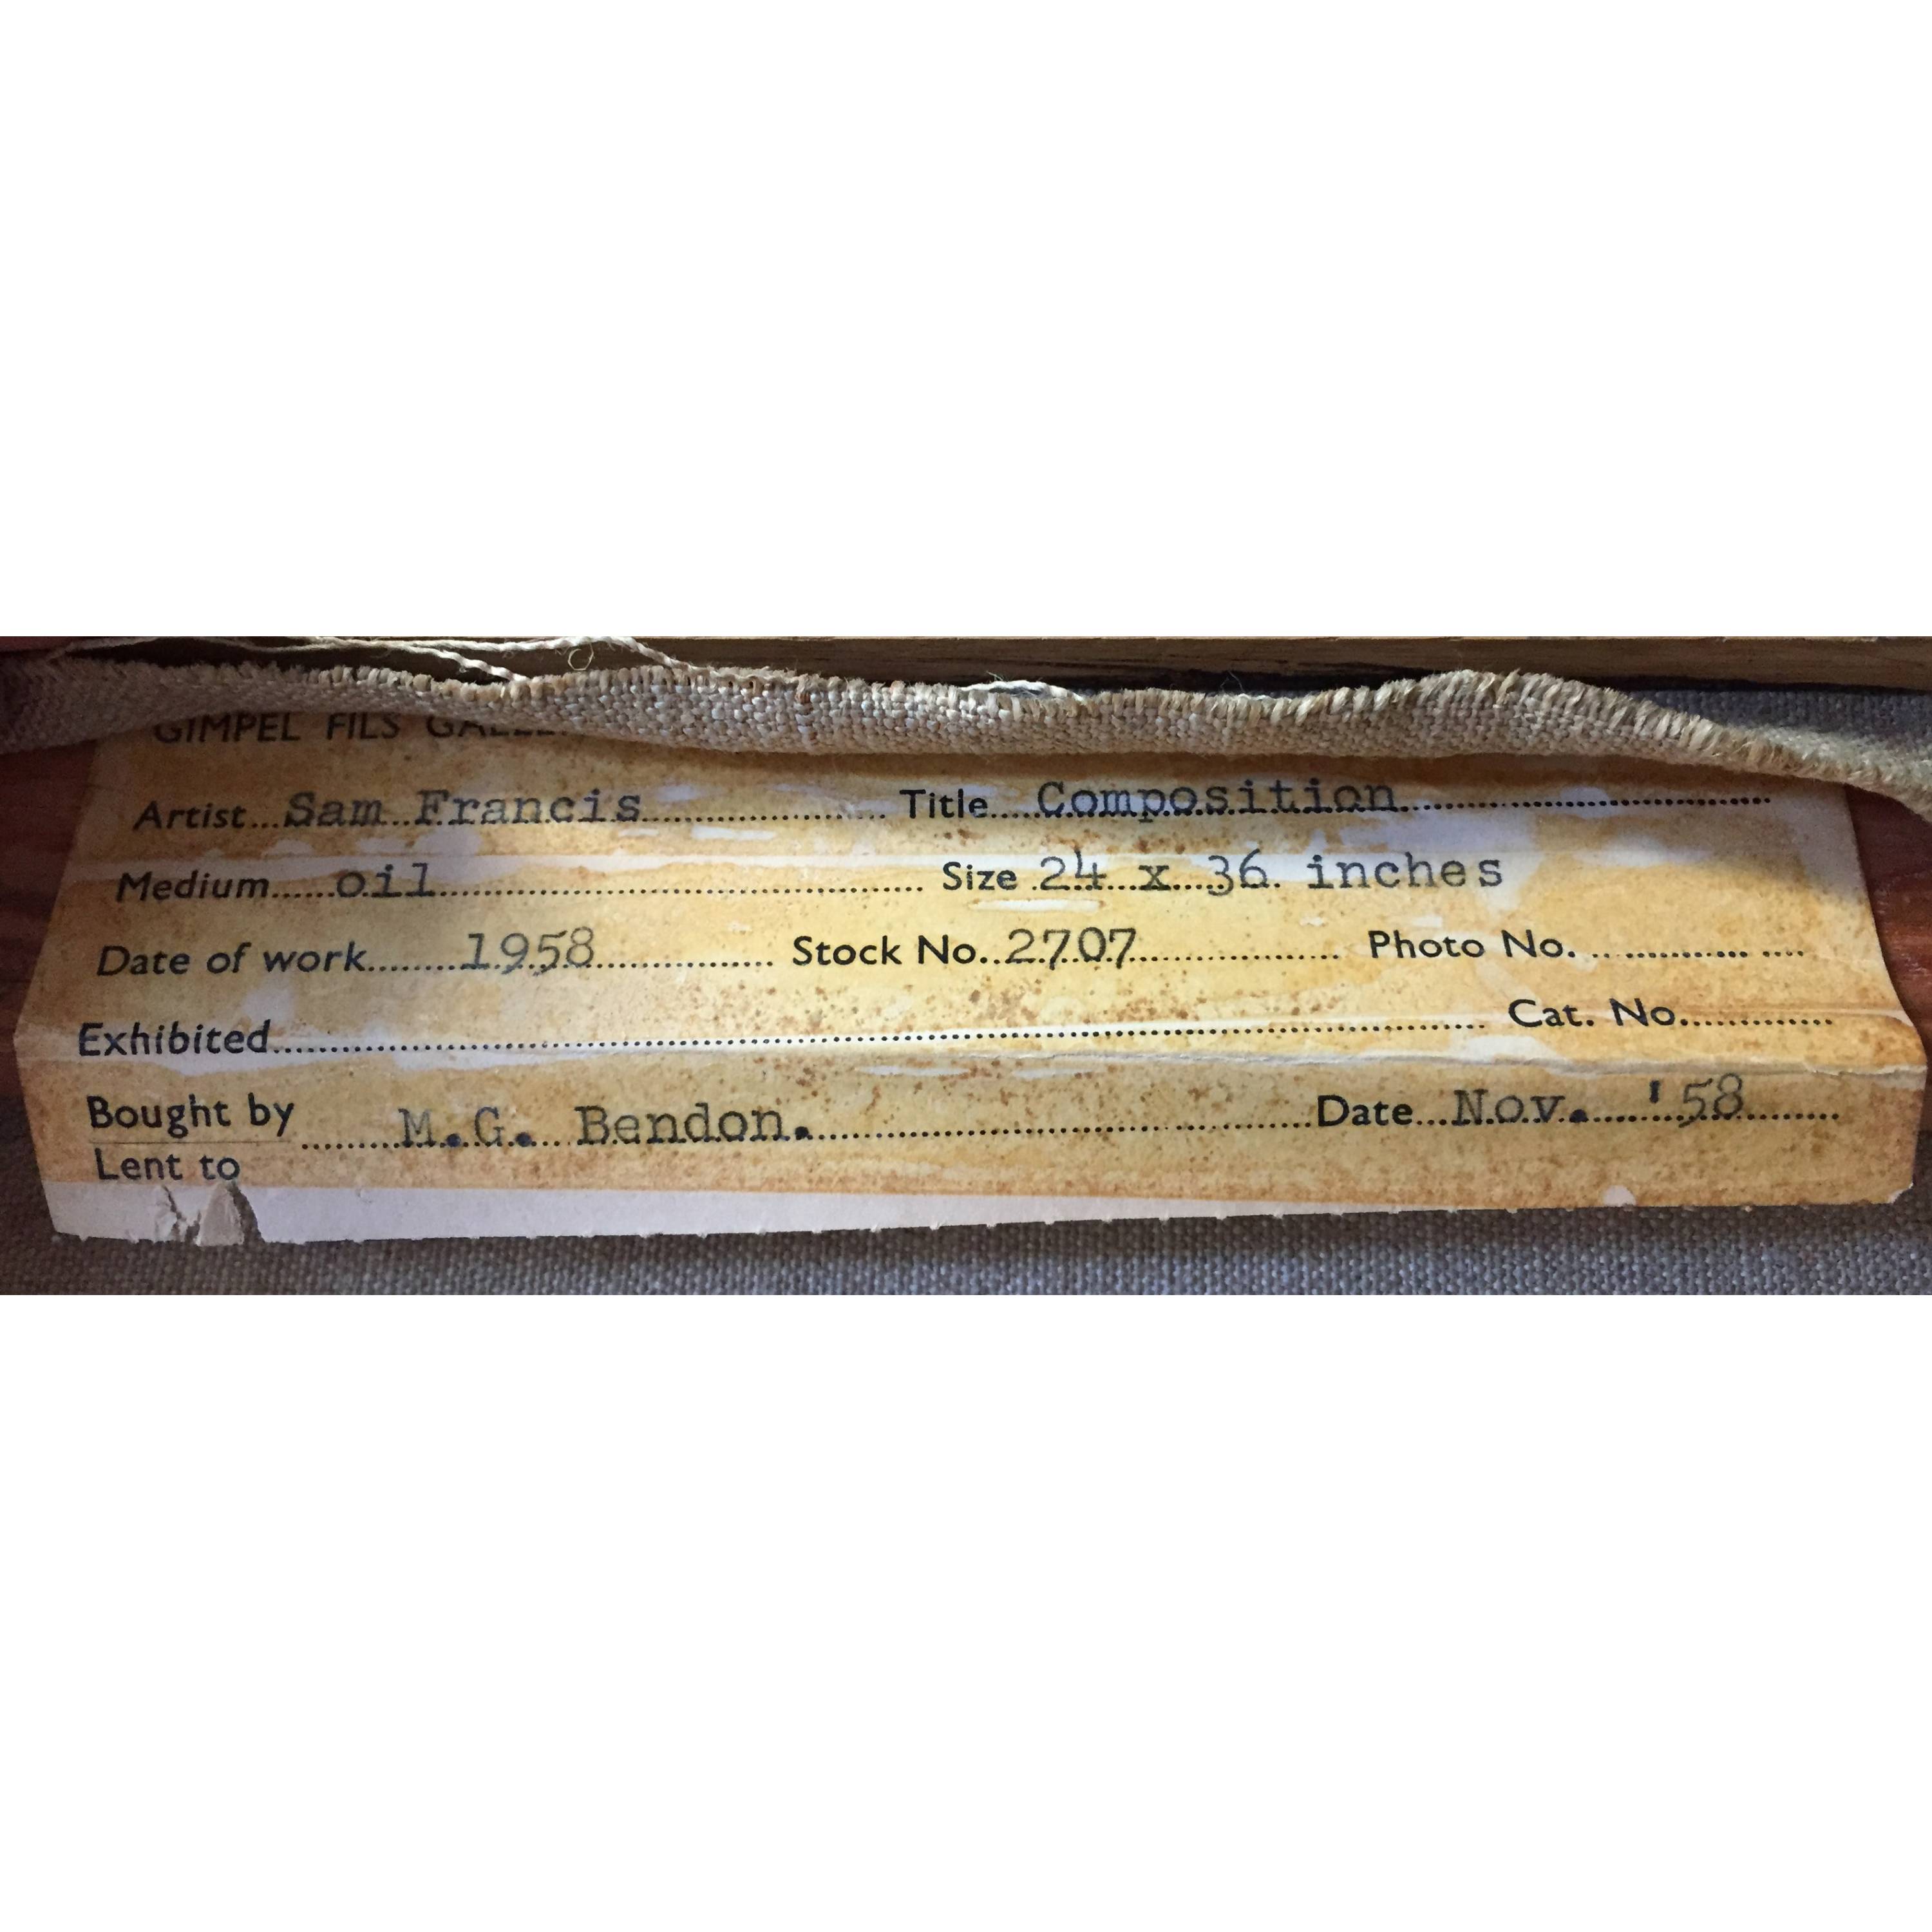 GIMPEL FILS
Artist...Sam Francis............ Title....Composition............
Medium......oil............ Size 24 x 36 inches
Date of work........1958............ Stock No..2707............ Photo No. ............
Exhibited............ Cat. No............
Bought by ......M.G. Bendon............Date...Nov. '58........
Lent to